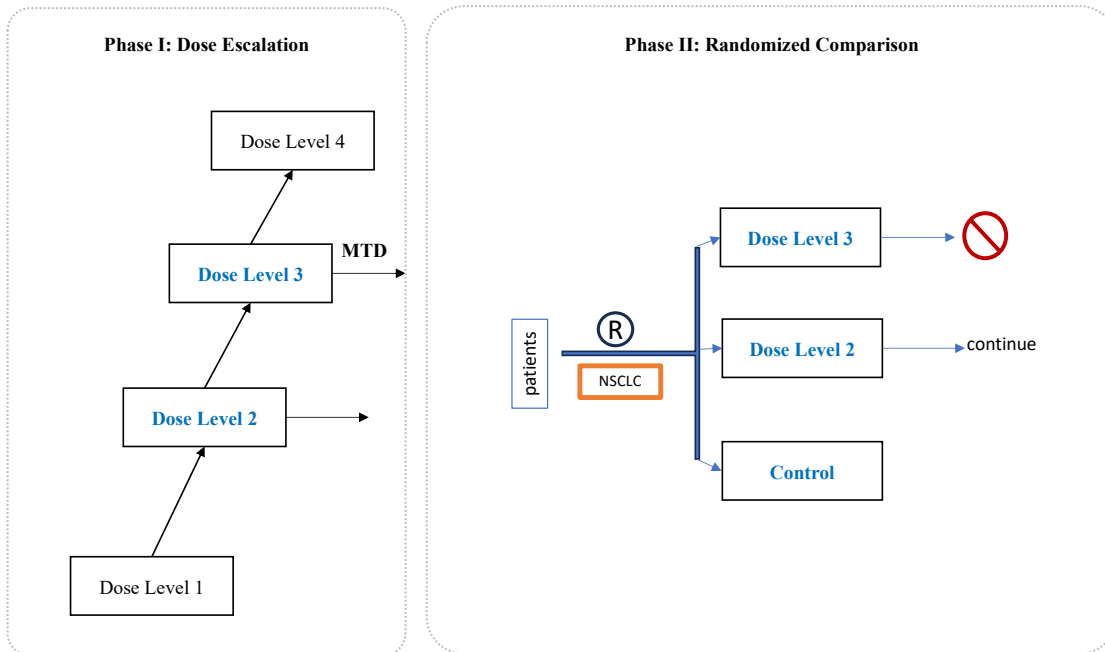 Phase I: Dose Escalation
Dose Level 4
MTD
Dose Level 3
Dose Level 2
Dose Level 1
Phase II: Randomized Comparison
patients
R
NSCLC
Dose Level 3
Dose Level 2
continue
Control